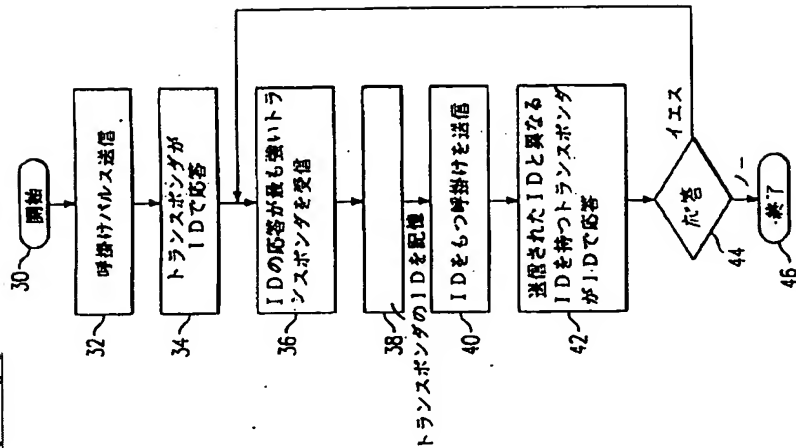 30
開始
32
呼掛けパルス送信
34
トランスポンダが
IDで応答
36
IDの応答が最も強いトラ
ンスポンダを受信
38
トランスポンダのIDを記憶
40
IDをもつ呼掛けを送信
42
送信されたIDと異なる
IDを持つトランスポンダ
がIDで応答
44
応答
イエス
ノー
46
終了